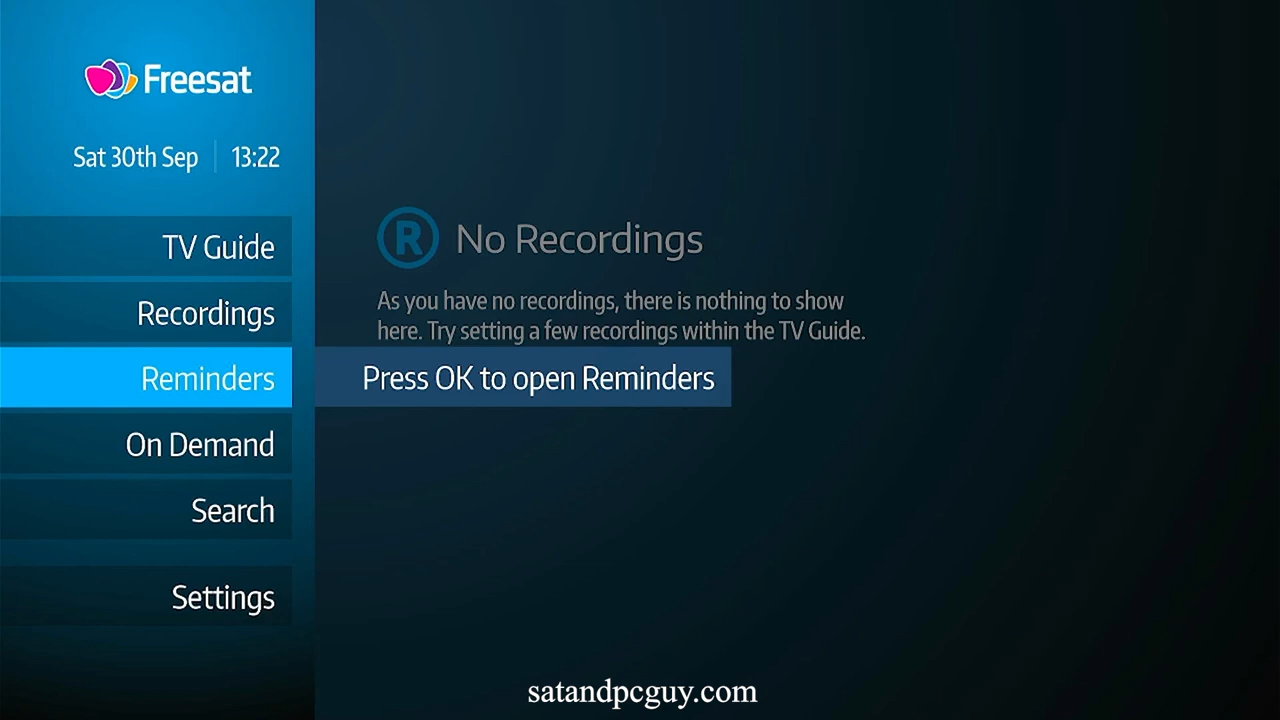 Freesat
Sat 30th Sep 13:22
TV Guide
Recordings
Reminders
On Demand
Search
Settings
R No Recordings
As you have no recordings, there is nothing to show
here. Try setting a few recordings within the TV Guide.
Press OK to open Reminders
satandpcguy.com